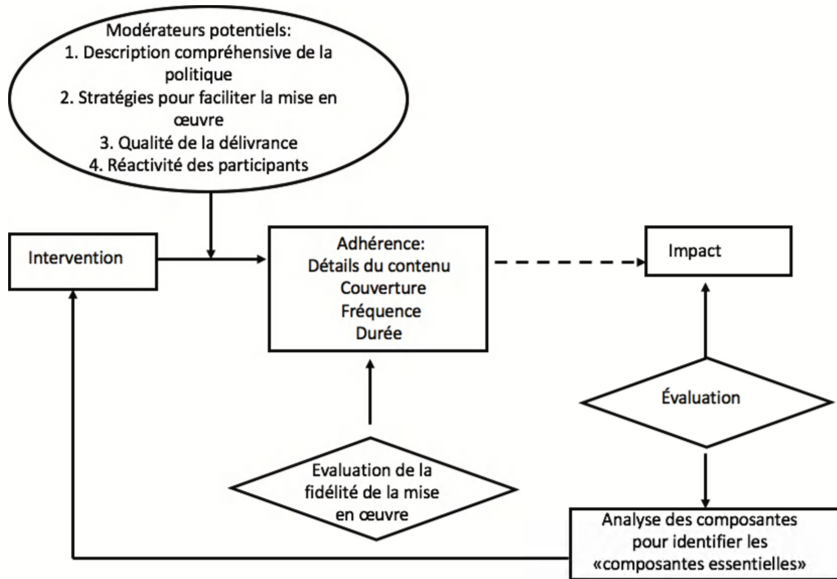 Modérateurs potentiels:
1. Description compréhensive de la
politique
2. Stratégies pour faciliter la mise en
œuvre
3. Qualité de la délivrance
4. Réactivité des participants
Intervention
Adhérence:
Détails du contenu
Couverture
Fréquence
Durée
Impact
Évaluation
Evaluation de la
fidélité de la mise
en œuvre
Analyse des composantes
pour identifier les
«composantes essentielles»